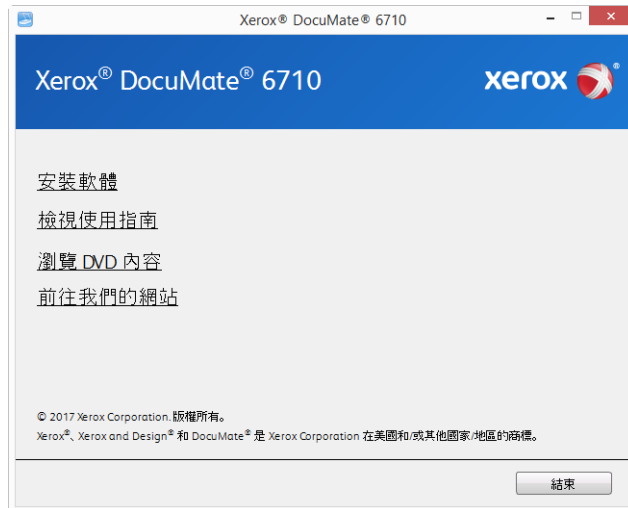 Xerox® DocuMate® 6710
Xerox® DocuMate® 6710
xerox®
安裝軟體
檢視使用指南
瀏覽 DVD 內容
前往我們的網站
© 2017 Xerox Corporation. 版權所有。
Xerox®、Xerox and Design® 和 DocuMate® 是 Xerox Corporation 在美國和/或其他國家/地區的商標。
結束